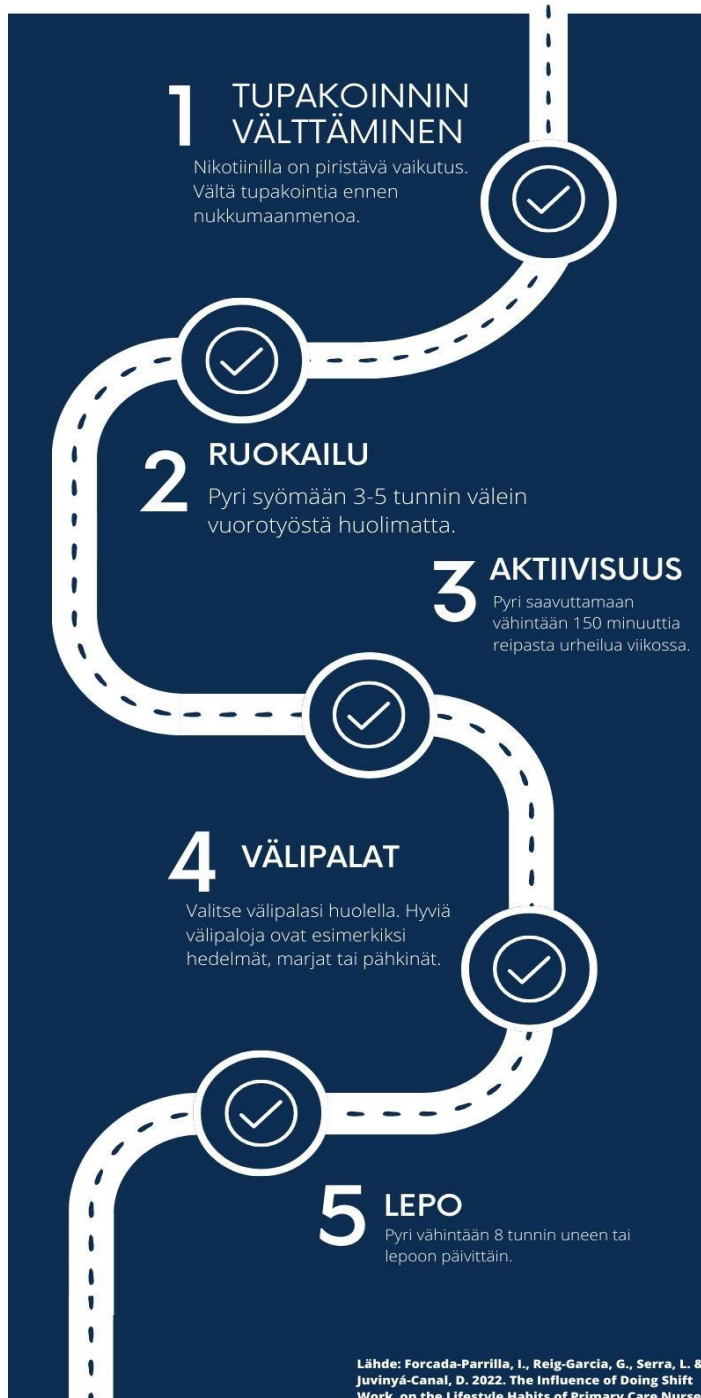 1 TUPAKOINNIN
VÄLTTÄMINEN
Nikotiinilla on piristävä vaikutus.
Vältä tupakointia ennen
nukkumaanmenoa.
2 RUOKAILU
Pyri syömään 3-5 tunnin välein
vuorotyöstä huolimatta.
3 AKTIIVISUUS
Pyri saavuttamaan
vähintään 150 minuuttia
reipasta urheilua viikossa.
4 VÄLIPALAT
Valitse välipalasi huolella. Hyviä
välipaloja ovat esimerkiksi
hedelmät, marjat tai pähkinät.
5 LEPO
Pyri vähintään 8 tunnin uneen tai
lepoon päivittäin.
Lähde: Forcada-Parrilla, I., Reig-Garcia, G., Serra, L. &
Juvinyá-Canal, D. 2022. The Influence of Doing Shift
Work, on the Lifestyle Habits of Primary Care Nurse